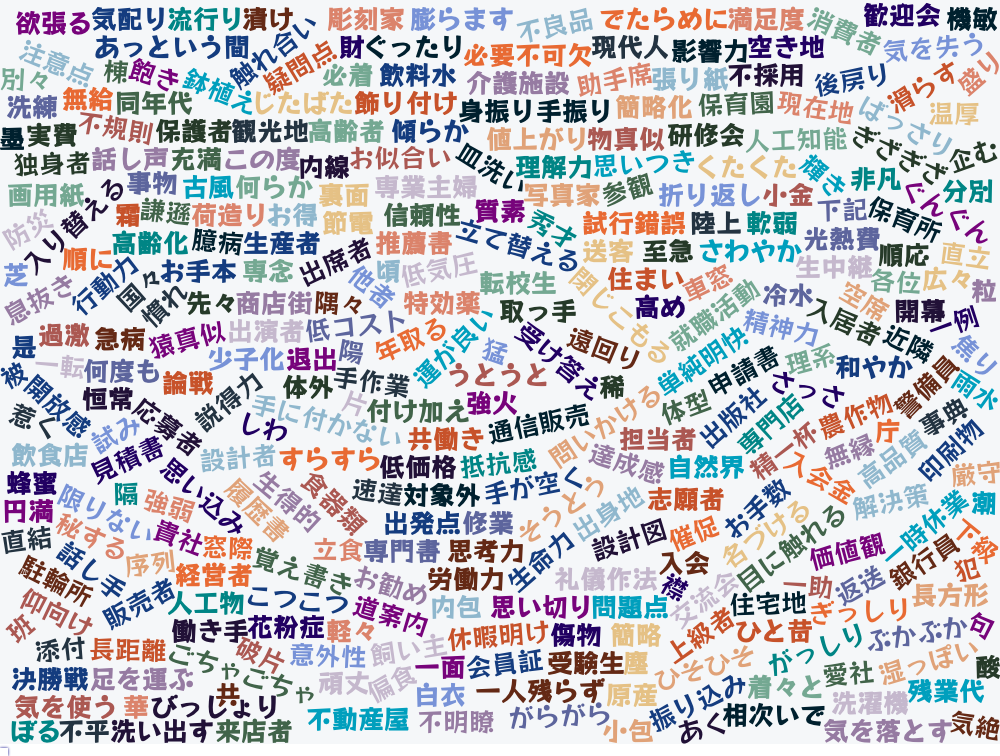 欲張る 気配り 流行り 漬け 触れ合い 彫刻家 膨らます 不良品 でたらめに 満足度 消費者 歓迎会 機敏
注意点 あっという間 疑問点 財 ぐったり 必要不可欠 現代人 影響力 空き地 気を失う
別々 棟 飽き 鉢植え 必着 飲料水 介護施設 助手席 張り紙 不採用 後戻り 滑らす 盛り
洗練 無給 同年代 じたばた 飾り付け 身振り手振り 簡略化 保育園 現在地 ばっさり 温厚
墨 実費 不規則 保護者 観光地 高齢者 傾らか 値上がり 物真似 研修会 人工知能 ぎざぎざ 企む
独身者 話し声 充満 この度 内線 お似合い 皿洗い 理解力 思いつき くたくた 輝き 非凡 分別
画用紙 入り替える 事物 古風 何らか 裏面 専業主婦 写真家 参観 折り返し 小金 下記 保育所 ぐんぐん
防災 霜 謙遜 荷造り お得 節電 信頼性 質素 秀才 試行錯誤 陸上 軟弱 光熱費 順応 直立
順に 高齢化 臆病 生産者 出席者 推薦書 立て替える 送客 至急 さわやか 生中継 各位 広々 粒
芝 息抜き 行動力 国々 お手本 専念 危害 頃 低気圧 転校生 閉じこもる 住まい 車窓 冷水 空席 開幕 一例
慣れ 先々 商店街 隅々 特効薬 取っ手 高め 就職活動 精神力 入居者 近隣 焦り
是 過激 急病 猿真似 出演者 低コスト 年取る 運が良い 受け答え 遠回り 単純明快 理系 和やか
一転 何度も 少子化 退出 陽 猛 うとうと 稀 申請書 さっさ 警備員 雨水
被 開放感 論戦 体外 手作業 片 付け加え 強火 体型 出版社 専門店 農作物 事典
惹く 恒常 応募者 説得力 手に付かない 通信販売 問いかける 担当者 精一杯 無縁 庁 印刷物
試み しわ 共働き 抵抗感 達成感 自然界 入会金 高品質 厳守
飲食店 見積書 設計者 すらすら 低価格
蜂蜜 隔 強弱 思い込み 履歴書 生得的 食器類 速達 対象外 手が空く そうとう 出身地 志願者 お手数 解決策 潮
円満 限りない 貴社 出発点 修業 設計図 催促 名づける 目に触れる 価値観 一時休業
直結 秘する 窓際 立食 専門書 思考力 生命力 入会 銀行員 下 犯
駐輪所 話し手 序列 経営者 覚え書き お勧め 労働力 礼儀作法 襟 交流会 一助 返送 長方形
班 仰向け 販売者 人工物 こつこつ 道案内 内包 思い切り 問題点 住宅地 ぎっしり 句
働き手 花粉症 軽々 休暇明け 傷物 簡略 上級者 ひと昔 がっしり ぷかぷか
添付 長距離 ごちゃごちゃ 破片 意外性 飼い主 一面 会員証 受験生 塵 ひそひそ 愛社 湿っぽい 酸
決勝戦 足を運ぶ 共 頑丈 偏食 白衣 一人残らず 原産 振り込み 着々と 洗濯機 残業代
気を使う 華 びっしょり 不動産屋 不明瞭 がらがら 小包 あく 相次いで 気を落とす 気絶
ぼる 不平 洗い出す 来店者